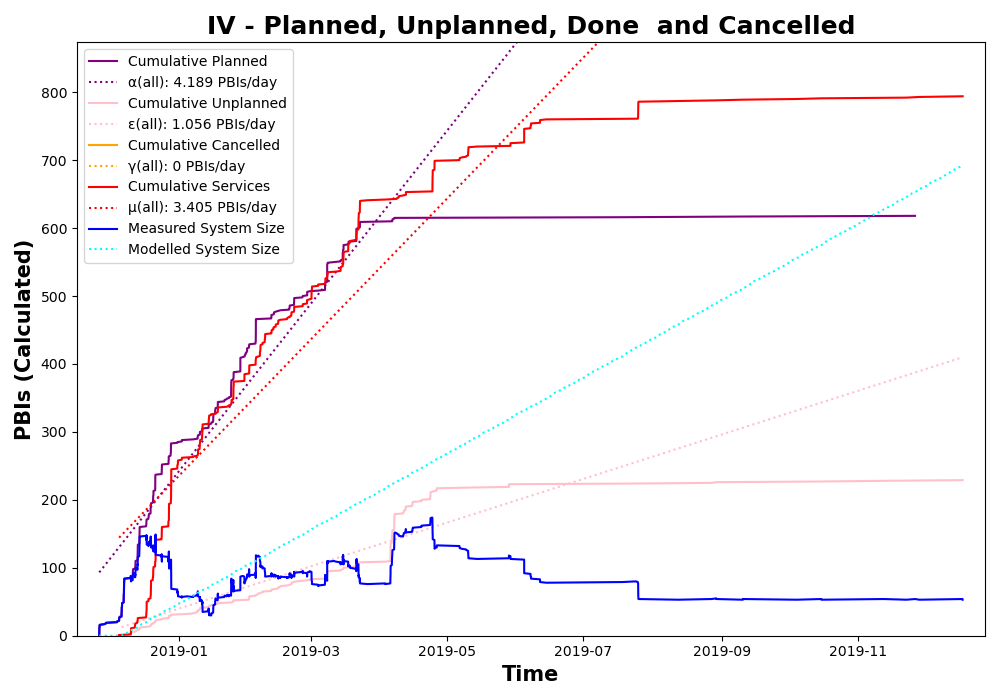 IV - Planned, Unplanned, Done  and Cancelled
PBIs (Calculated)
800
700
600
500
400
300
200
100
0
Cumulative Planned
α(all): 4.189 PBIs/day
Cumulative Unplanned
ε(all): 1.056 PBIs/day
Cumulative Cancelled
γ(all): 0 PBIs/day
Cumulative Services
μ(all): 3.405 PBIs/day
Measured System Size
Modelled System Size
2019-01 2019-03 2019-05 2019-07 2019-09 2019-11
Time